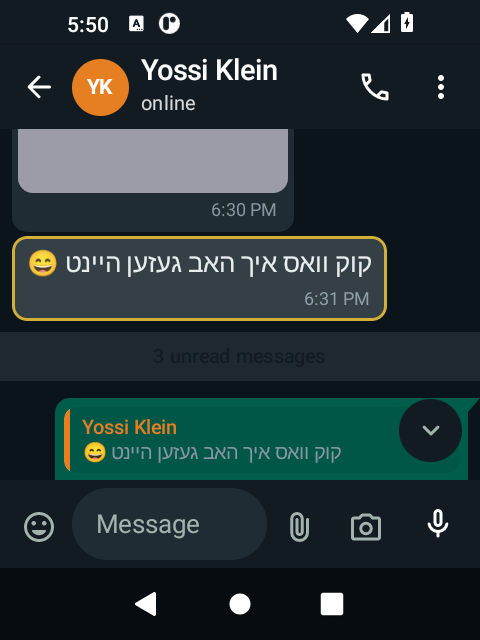 5:50
A
YK
Yossi Klein
online
6:30 PM
קוק וואס איך האב געזען היינט 😄
6:31 PM
3 unread messages
Yossi Klein
קוק וואס איך האב געזען היינט 😄
Message